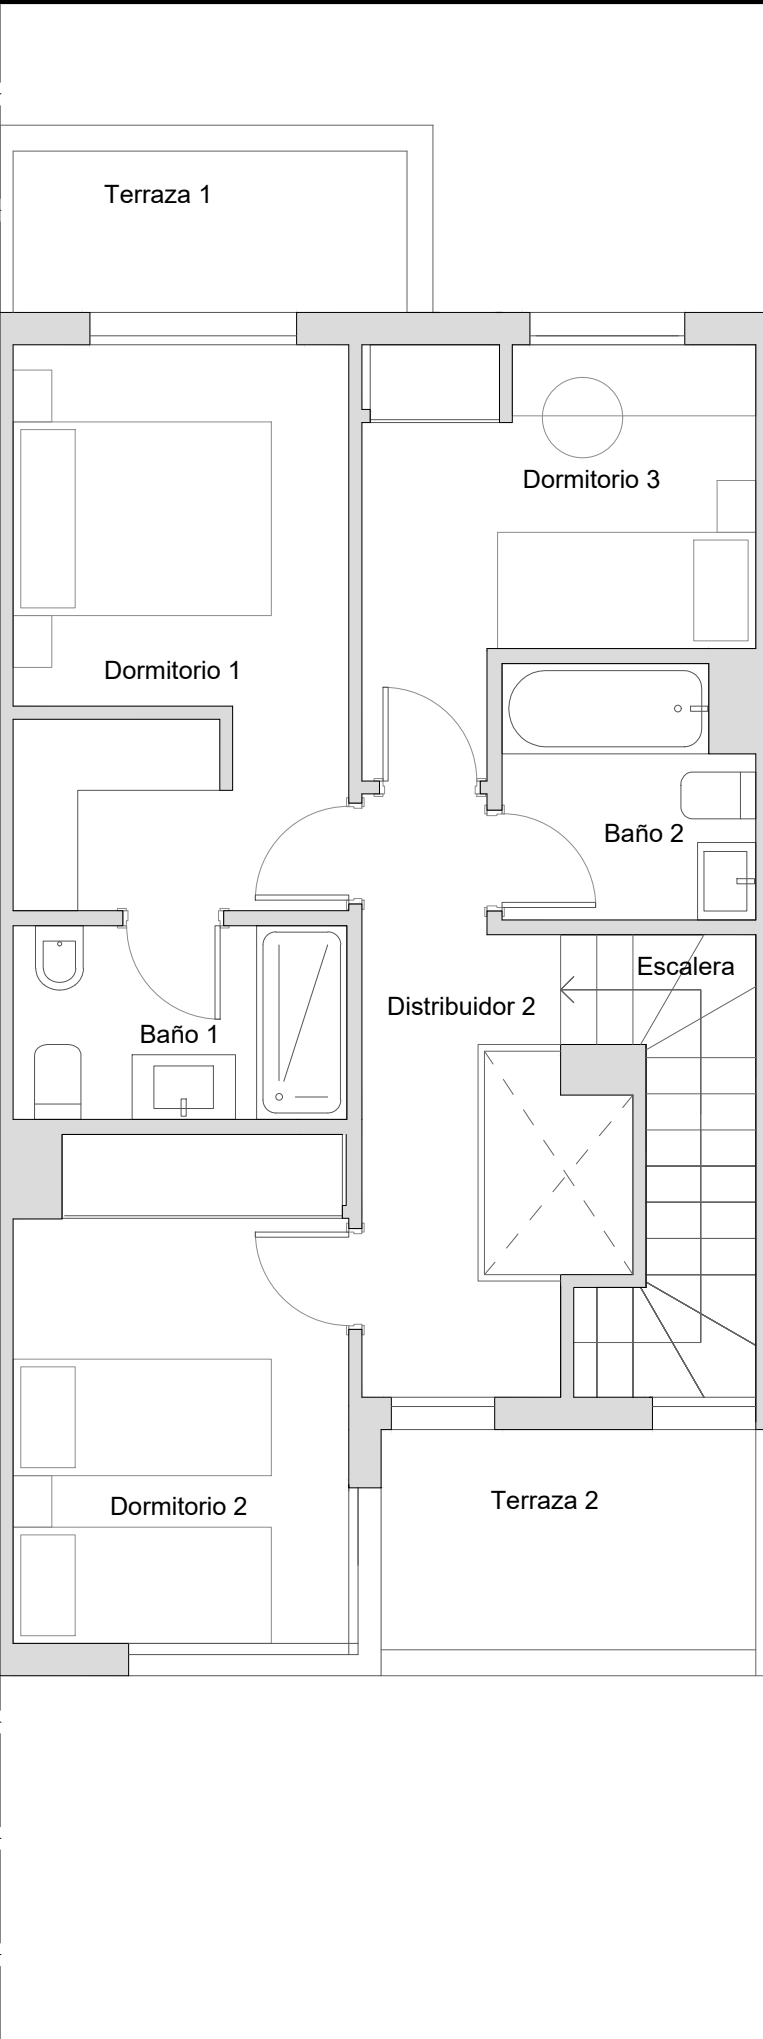 Terraza 1
Dormitorio 3
Dormitorio 1
Baño 2
Escalera
Distribuidor 2
Baño 1
Terraza 2
Dormitorio 2